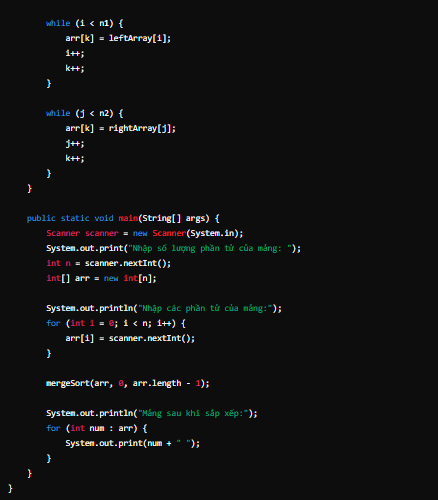 while (i < n1) {
arr[k] = leftArray[i];
i++;
k++;
}
while (j < n2) {
arr[k] = rightArray[j];
j++;
k++;
}
}
public static void main(String[] args) {
Scanner scanner = new Scanner(System.in);
System.out.print("Nhập số lượng phần tử của mảng: ");
int n = scanner.nextInt();
int[] arr = new int[n];
System.out.println("Nhập các phần tử của mảng:");
for (int i = 0; i < n; i++) {
arr[i] = scanner.nextInt();
}
mergeSort(arr, 0, arr.length - 1);
System.out.println("Mảng sau khi sắp xếp:");
for (int num : arr) {
System.out.print(num + " ");
}
}
}